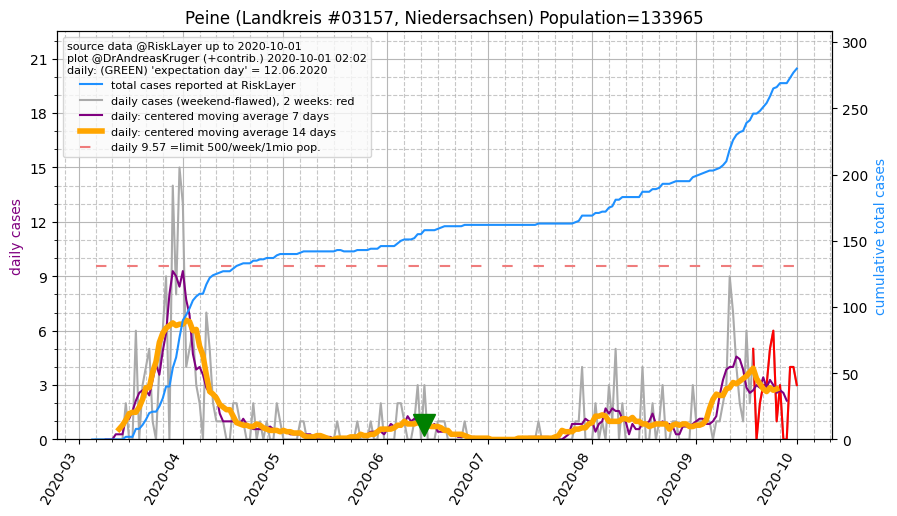 Peine (Landkreis #03157, Niedersachsen) Population=133965
source data @RiskLayer up to 2020-10-01
plot @DrAndreasKruger (+contrib.) 2020-10-01 02:02
daily: (GREEN) 'expectation day' = 12.06.2020
total cases reported at RiskLayer
daily cases (weekend-flawed), 2 weeks: red
daily: centered moving average 7 days
daily: centered moving average 14 days
daily 9.57 =limit 500/week/1mio pop.
daily cases
21
18
15
12
9
6
3
0
cumulative total cases
300
250
200
150
100
50
0
2020-03
2020-04
2020-05
2020-06
2020-07
2020-08
2020-09
2020-10